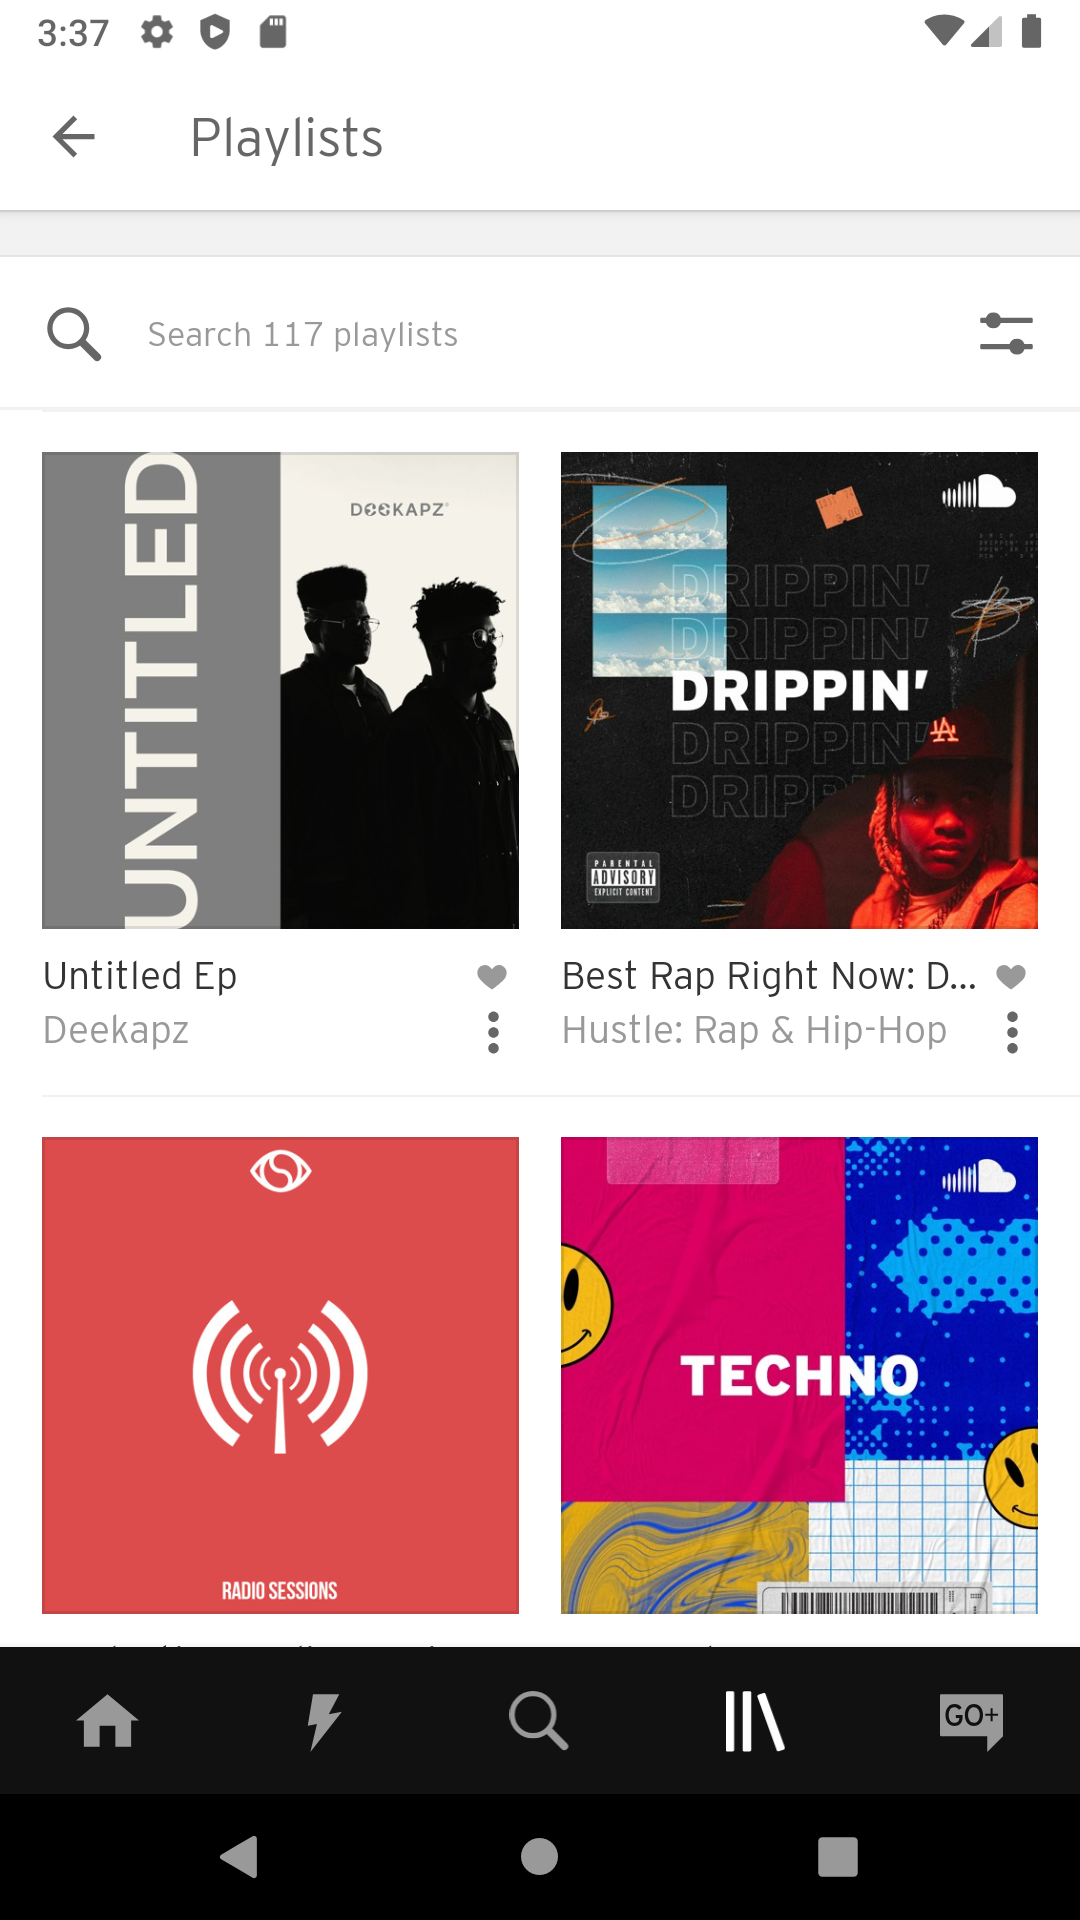 3:37
Playlists
Search 117 playlists
UNTITLED
DEEKAPZ
DRIPPIN'
DRIPPIN'
DRIPPIN'
DRIPPIN'
DRIPP
PARENTAL
ADVISORY
EXPLICIT CONTENT
Untitled Ep
Deekapz
Best Rap Right Now: D...
Hustle: Rap & Hip-Hop
RADIO SESSIONS
TECHNO
GO+